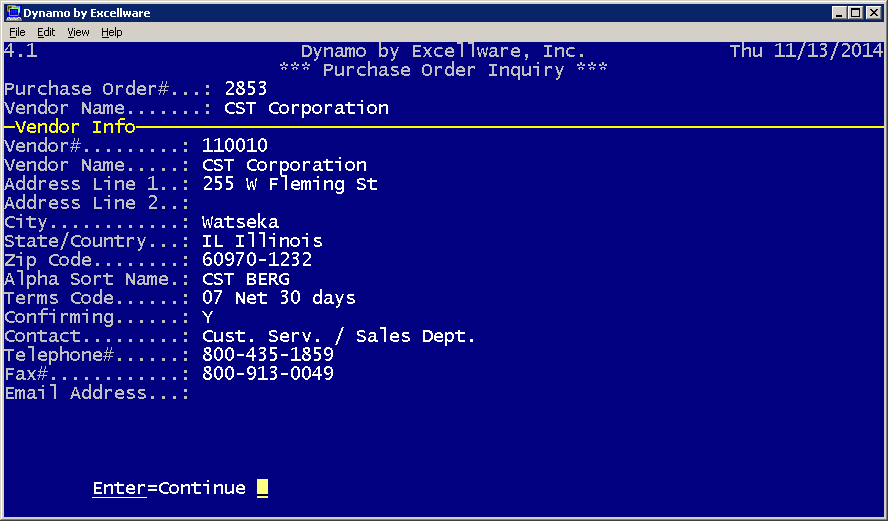 Dynamo by Excellware
File Edit View Help
4.1 Dynamo by Excellware, Inc. Thu 11/13/2014
*** Purchase Order Inquiry ***
Purchase Order#...: 2853
Vendor Name.......: CST Corporation
Vendor Info
Vendor#.........: 110010
Vendor Name.....: CST Corporation
Address Line 1..: 255 W Fleming St
Address Line 2..:
City............: Watseka
State/Country...: IL Illinois
Zip Code........: 60970-1232
Alpha Sort Name.: CST BERG
Terms Code......: 07 Net 30 days
Confirming......: Y
Contact.........: Cust. Serv. / Sales Dept.
Telephone#......: 800-435-1859
Fax#............: 800-913-0049
Email Address...:
Enter=Continue